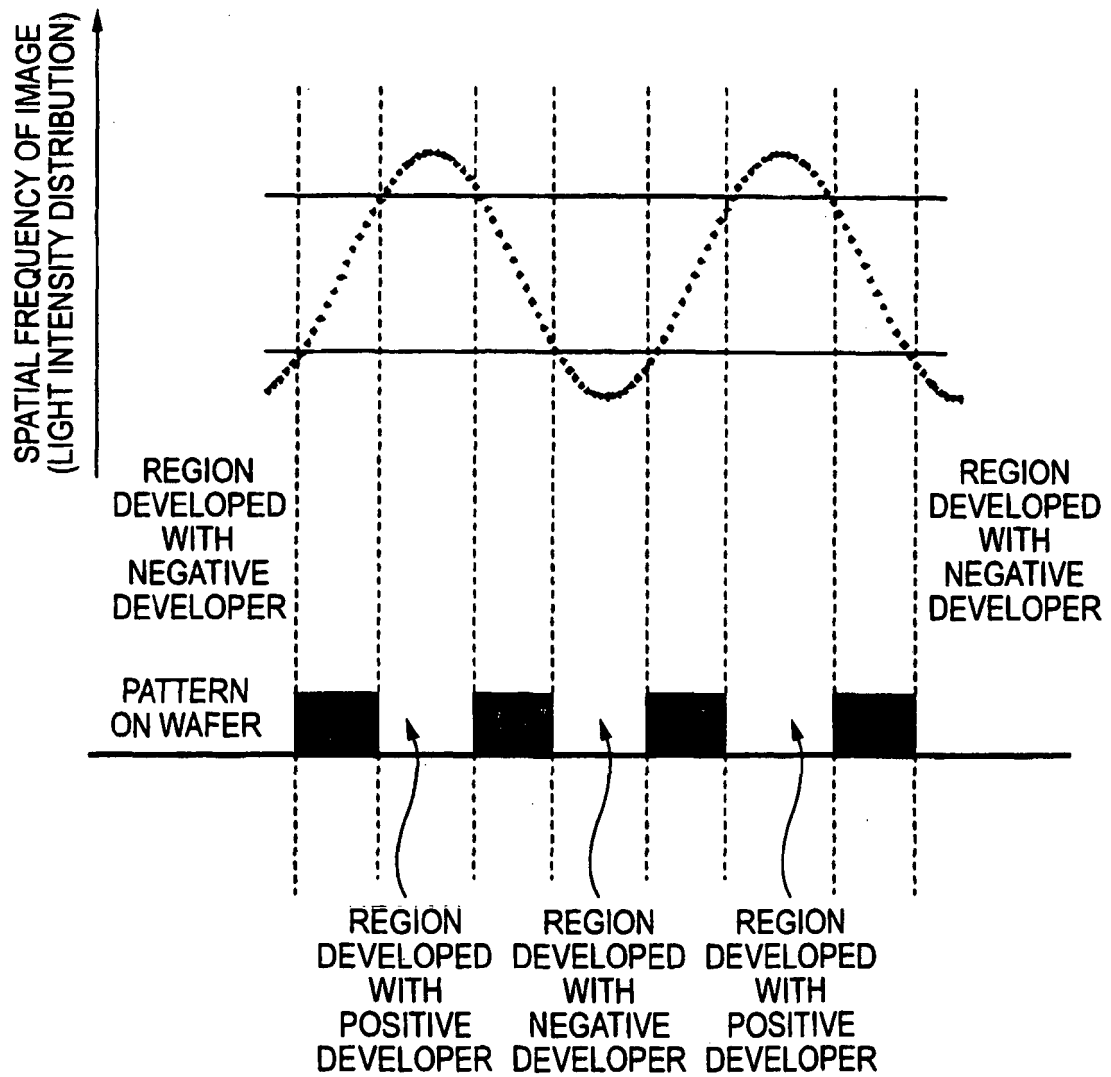 SPATIAL FREQUENCY OF IMAGE
(LIGHT INTENSITY DISTRIBUTION)
REGION
DEVELOPED
WITH
NEGATIVE
DEVELOPER
REGION
DEVELOPED
WITH
NEGATIVE
DEVELOPER
PATTERN
ON WAFER
REGION
DEVELOPED
WITH
POSITIVE
DEVELOPER
REGION
DEVELOPED
WITH
NEGATIVE
DEVELOPER
REGION
DEVELOPED
WITH
POSITIVE
DEVELOPER